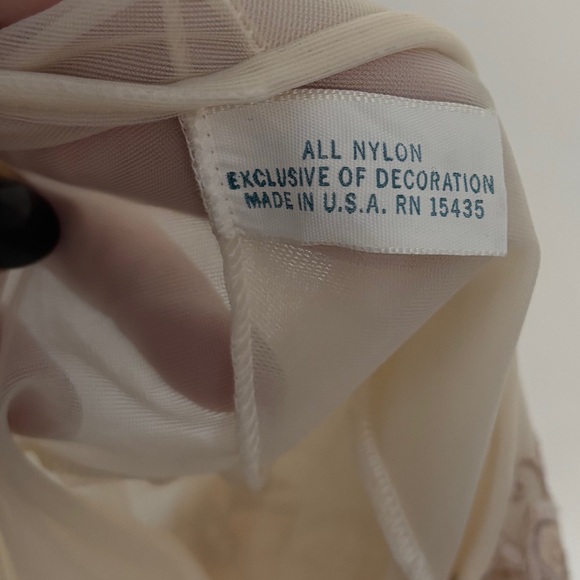 ALL NYLON
EXCLUSIVE OF DECORATION
MADE IN U.S.A. RN 15435